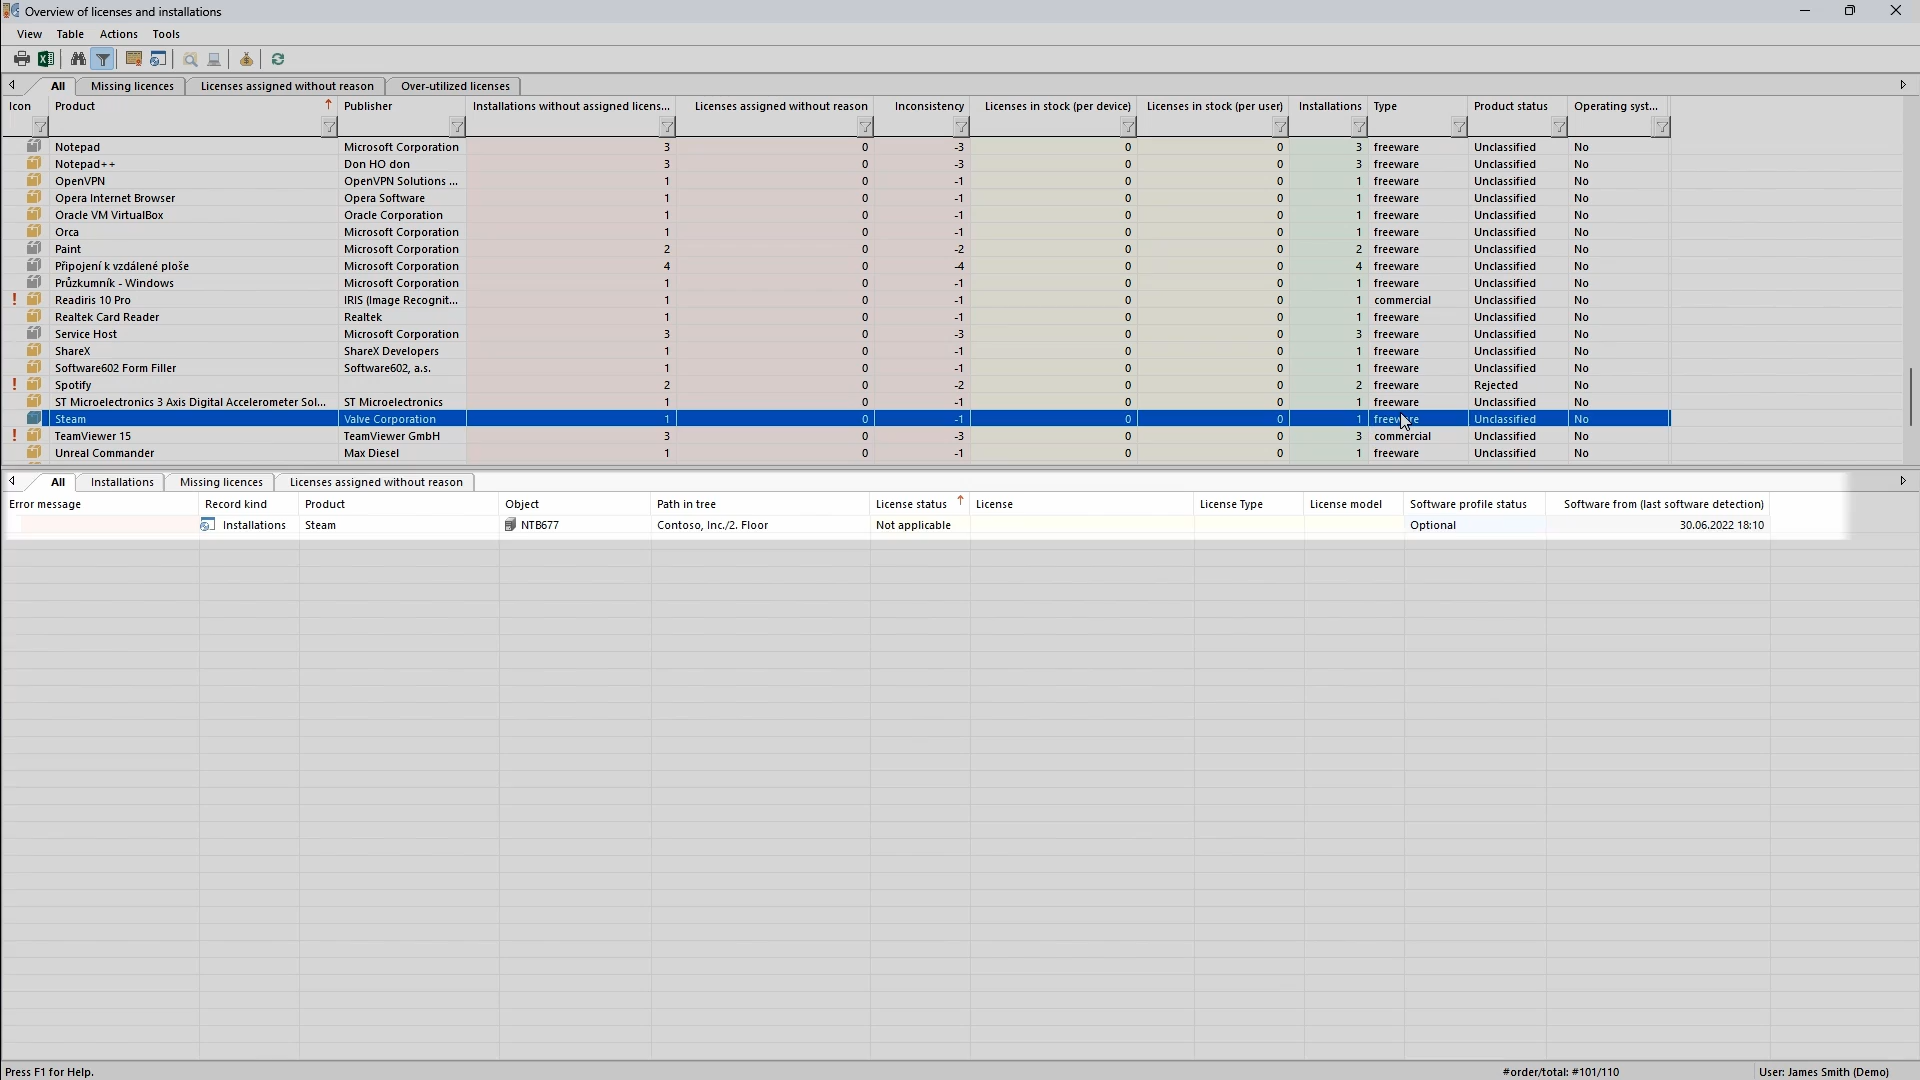 Overview of licenses and installations
View Table Actions Tools
All Missing licences Licenses assigned without reason Over-utilized licenses
Icon Product Publisher Installations without assigned licens... Licenses assigned without reason Inconsistency Licenses in stock (per device) Licenses in stock (per user) Installations Type Product status Operating syst...
Notepad Microsoft Corporation 3 0 -3 0 0 3 freeware Unclassified No
Notepad++ Don HO don 3 0 -3 0 0 3 freeware Unclassified No
OpenVPN OpenVPN Solutions ... 1 0 -1 0 0 1 freeware Unclassified No
Opera Internet Browser Opera Software 1 0 -1 0 0 1 freeware Unclassified No
Oracle VM VirtualBox Oracle Corporation 1 0 -1 0 0 1 freeware Unclassified No
Orca Microsoft Corporation 1 0 -1 0 0 1 freeware Unclassified No
Paint Microsoft Corporation 2 0 -2 0 0 2 freeware Unclassified No
Připojení k vzdálené ploše Microsoft Corporation 4 0 -4 0 0 4 freeware Unclassified No
Průzkumník - Windows Microsoft Corporation 1 0 -1 0 0 1 freeware Unclassified No
! Readiris 10 Pro IRIS (Image Recognit... 1 0 -1 0 0 1 commercial Unclassified No
Realtek Card Reader Realtek 1 0 -1 0 0 1 freeware Unclassified No
Service Host Microsoft Corporation 3 0 -3 0 0 3 freeware Unclassified No
ShareX ShareX Developers 1 0 -1 0 0 1 freeware Unclassified No
Software602 Form Filler Software602, a.s. 1 0 -1 0 0 1 freeware Unclassified No
! Spotify 2 0 -2 0 0 2 freeware Rejected No
ST Microelectronics 3 Axis Digital Accelerometer Sol... ST Microelectronics 1 0 -1 0 0 1 freeware Unclassified No
Steam Valve Corporation 1 0 -1 0 0 1 freeware Unclassified No
! TeamViewer 15 TeamViewer GmbH 3 0 -3 0 0 3 commercial Unclassified No
Unreal Commander Max Diesel 1 0 -1 0 0 1 freeware Unclassified No
All Installations Missing licences Licenses assigned without reason
Error message Record kind Product Object Path in tree License status License License Type License model Software profile status Software from (last software detection)
Installations Steam NTB677 Contoso, Inc./2. Floor Not applicable Optional 30.06.2022 18:10
Press F1 for Help. #order/total: #101/110 User: James Smith (Demo)